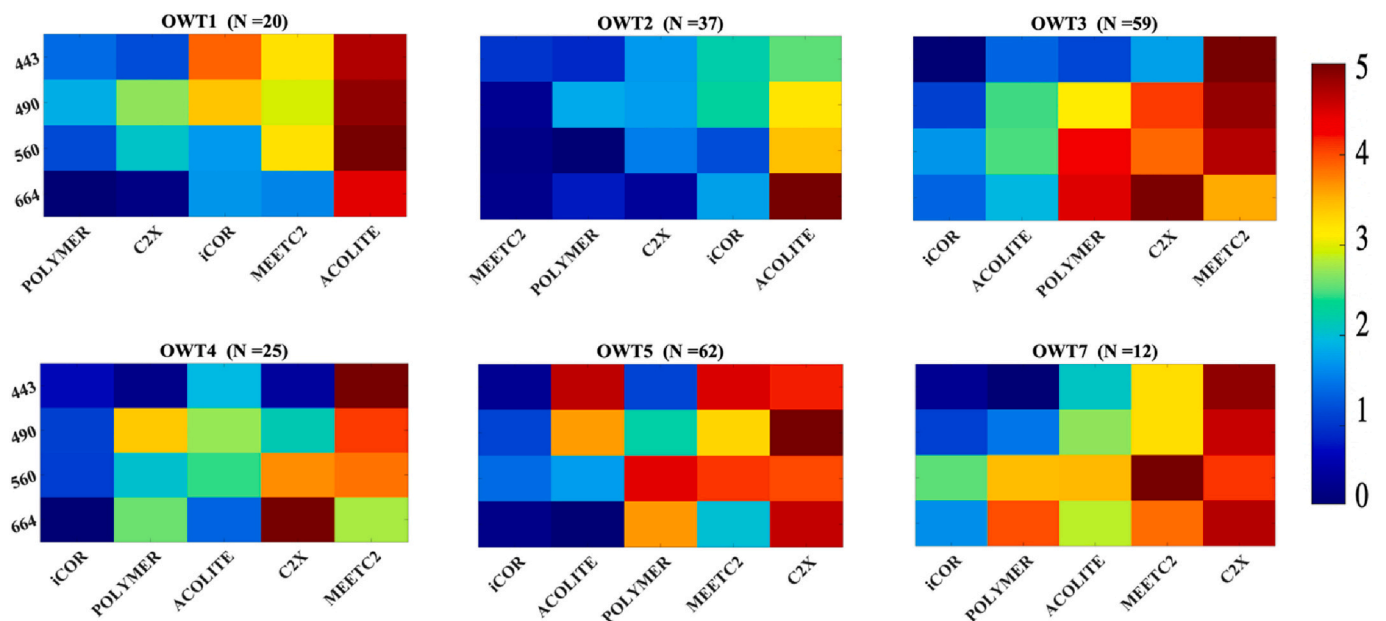 OWT1 (N =20)
OWT2 (N =37)
OWT3 (N =59)
443
490
560
664
POLYMER
C2X
iCOR
MEETC2
ACOLITE
MEETC2
POLYMER
C2X
iCOR
ACOLITE
iCOR
ACOLITE
POLYMER
C2X
MEETC2
5
4
3
2
1
0
OWT4 (N =25)
OWT5 (N =62)
OWT7 (N =12)
443
490
560
664
iCOR
POLYMER
ACOLITE
C2X
MEETC2
iCOR
ACOLITE
POLYMER
MEETC2
C2X
iCOR
POLYMER
ACOLITE
MEETC2
C2X